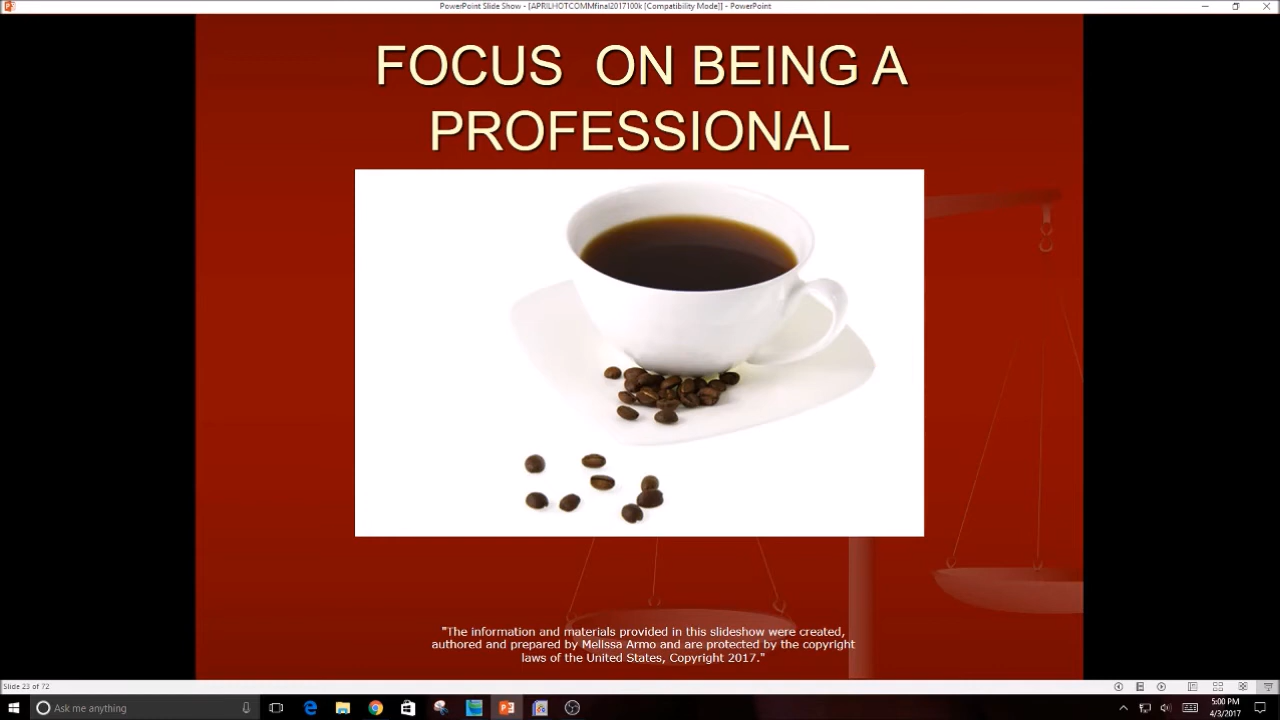 PowerPoint Slide Show - [APRILHOTCOMMfinal2017100k [Compatibility Mode]] - PowerPoint
FOCUS ON BEING A
PROFESSIONAL
"The information and materials provided in this slideshow were created,
authored and prepared by Melissa Armo and are protected by the copyright
laws of the United States, Copyright 2017."
Slide 23 of 72
Ask me anything
5:00 PM
4/3/2017